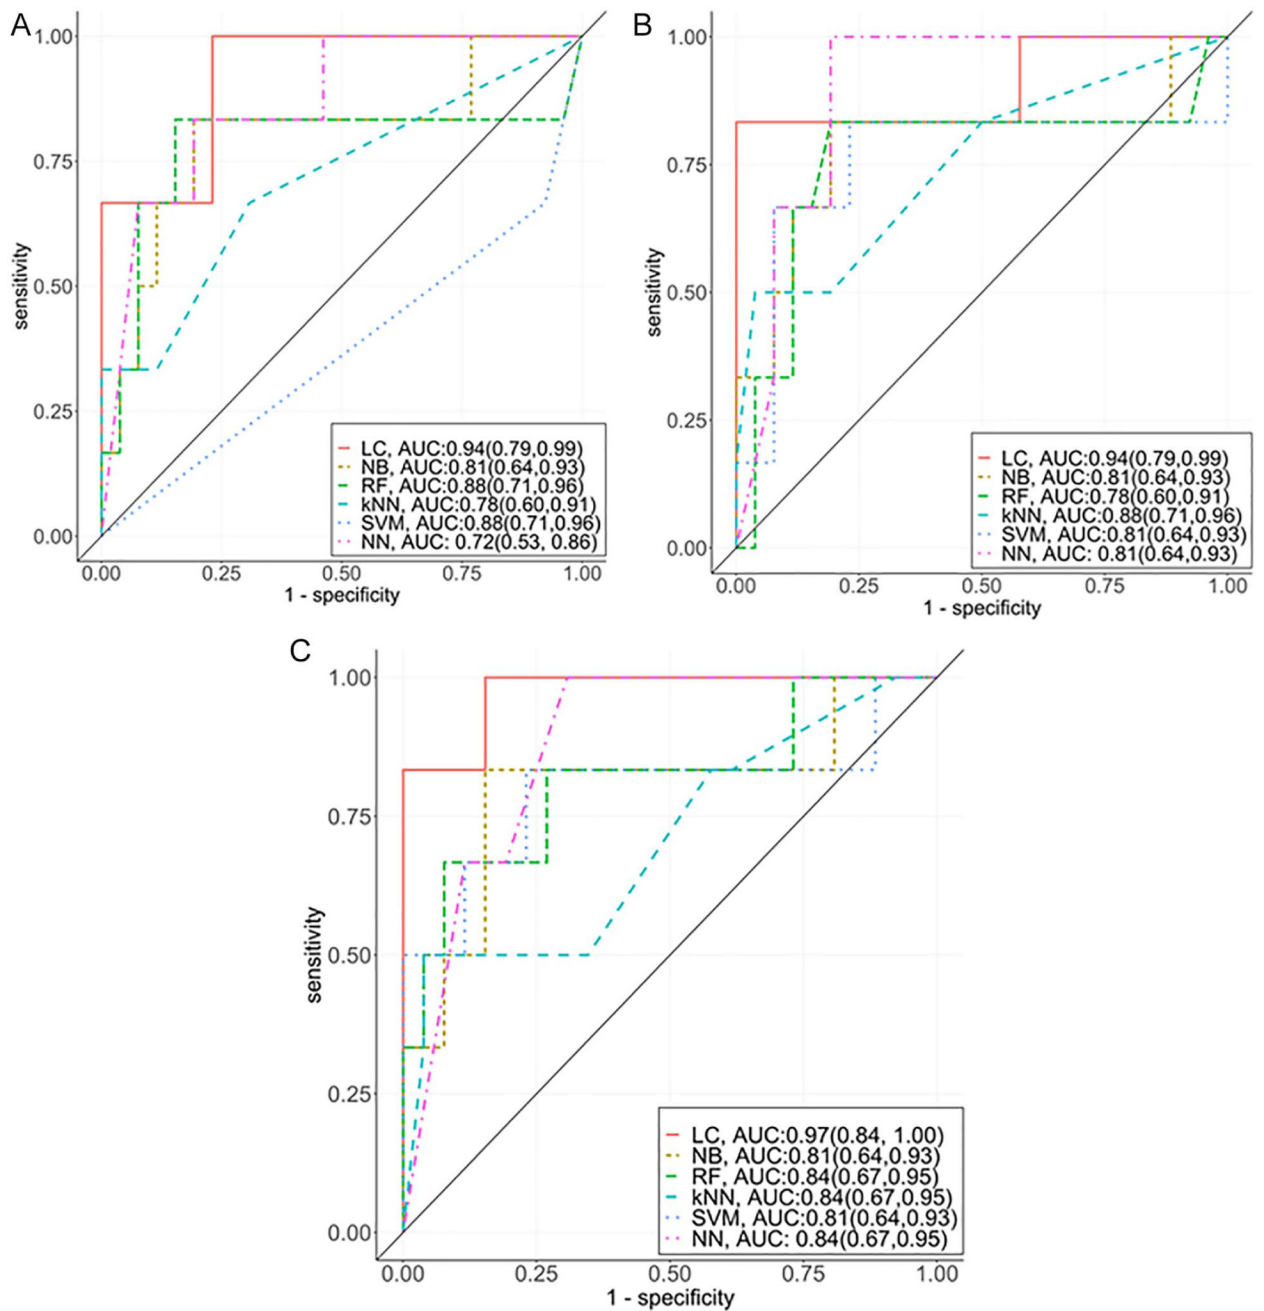 A
1.00
0.75
0.50
0.25
0.00
sensitivity
LC, AUC:0.94(0.79,0.99)
NB, AUC:0.81(0.64,0.93)
RF, AUC:0.88(0.71,0.96)
kNN, AUC:0.78(0.60,0.91)
SVM, AUC:0.88(0.71,0.96)
NN, AUC: 0.72(0.53, 0.86)
0.00 0.25 0.50 0.75 1.00
1 - specificity
B
1.00
0.75
0.50
0.25
0.00
sensitivity
LC, AUC:0.94(0.79,0.99)
NB, AUC:0.81(0.64,0.93)
RF, AUC:0.78(0.60,0.91)
kNN, AUC:0.88(0.71,0.96)
SVM, AUC:0.81(0.64,0.93)
NN, AUC: 0.81(0.64,0.93)
0.00 0.25 0.50 0.75 1.00
1 - specificity
C
1.00
0.75
0.50
0.25
0.00
sensitivity
LC, AUC:0.97(0.84, 1.00)
NB, AUC:0.81(0.64,0.93)
RF, AUC:0.84(0.67,0.95)
kNN, AUC:0.84(0.67,0.95)
SVM, AUC:0.81(0.64,0.93)
NN, AUC: 0.84(0.67,0.95)
0.00 0.25 0.50 0.75 1.00
1 - specificity